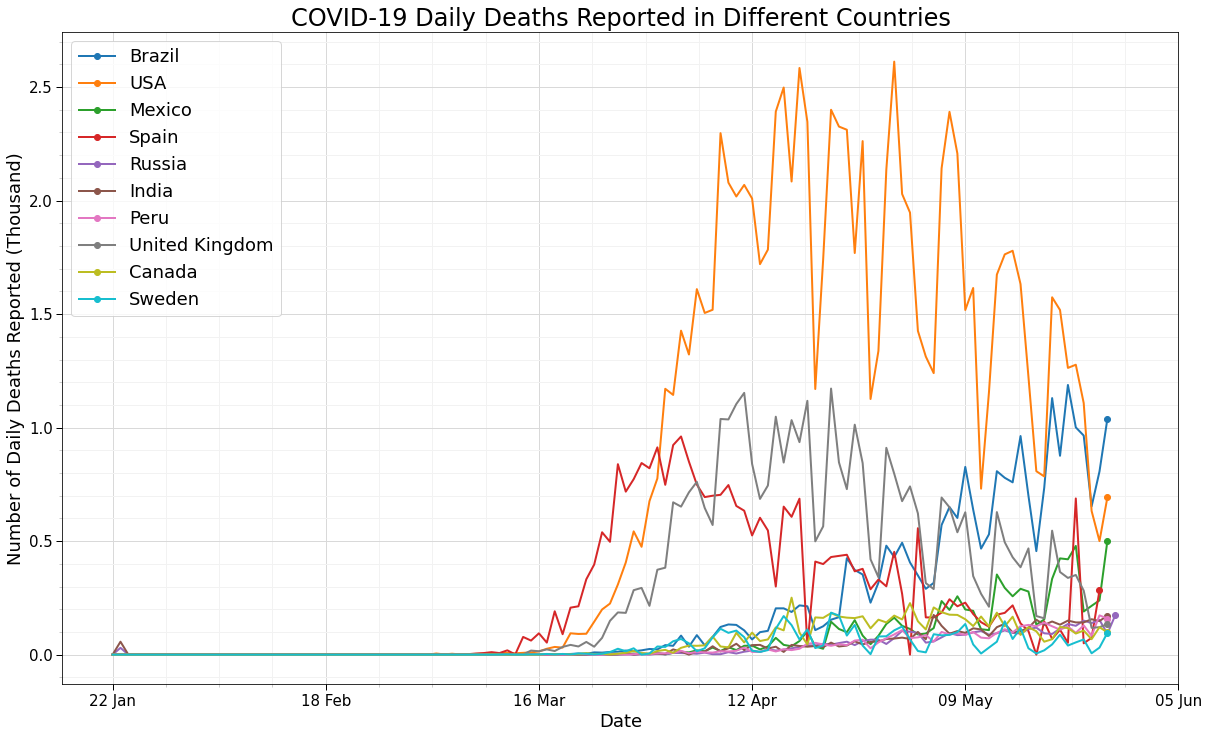 COVID-19 Daily Deaths Reported in Different Countries
Brazil
USA
Mexico
Spain
Russia
India
Peru
United Kingdom
Canada
Sweden
Number of Daily Deaths Reported (Thousand)
2.5
2.0
1.5
1.0
0.5
0.0
22 Jan 18 Feb 16 Mar 12 Apr 09 May 05 Jun
Date